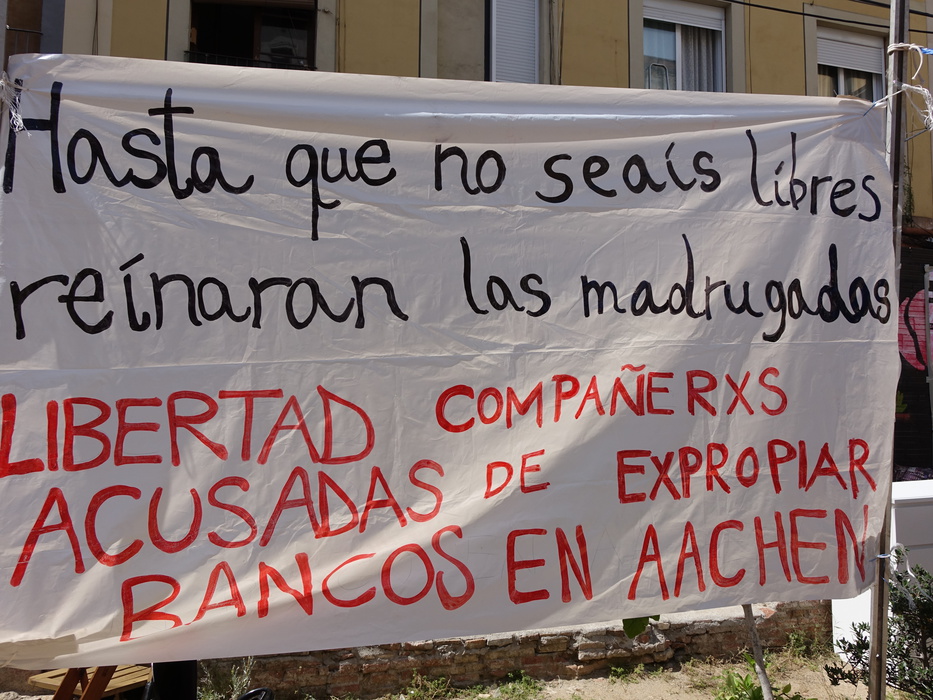 Hasta que no seais libres
reinaran las madrugadas
LIBERTAD COMPAÑERXS
ACUSADAS DE EXPROPIAR
BANCOS EN AACHEN